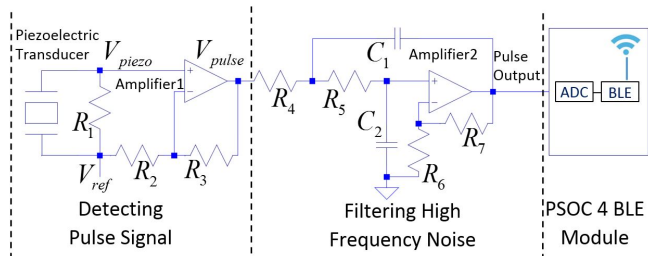 Piezoelectric
Transducer
V_piezo
Amplifier1
V_pulse
R_1
V_ref
R_2
R_3
Detecting
Pulse Signal
C_1
Amplifier2
R_4
R_5
C_2
R_6
R_7
Pulse
Output
Filtering High
Frequency Noise
ADC
BLE
PSOC 4 BLE
Module